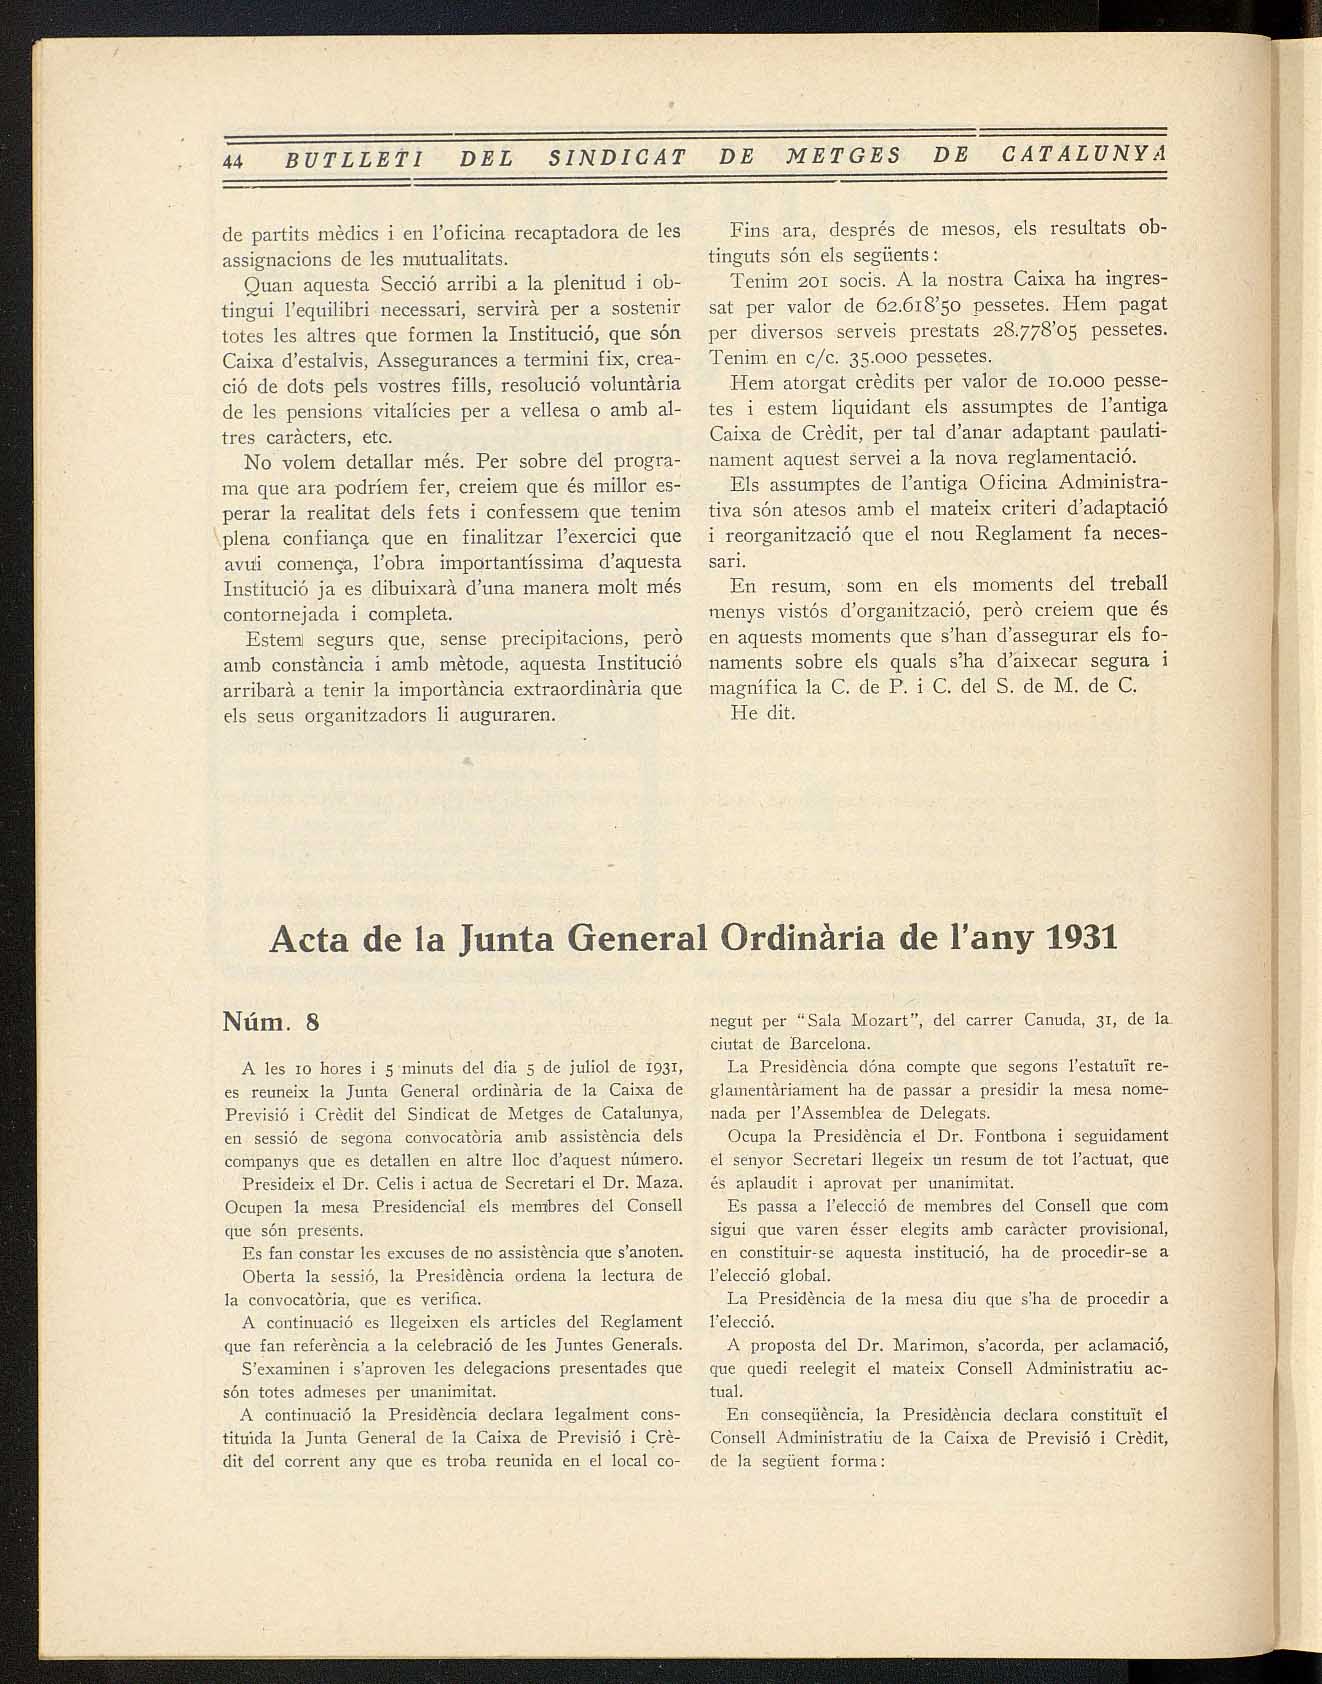 44 BUTLLETI DEL SINDICAT DE METGES DE CATALUNYA
de partits mèdics i en l'oficina recaptadora de les
assignacions de les mutualitats.
Quan aquesta Secció arribi a la plenitud i ob-
tingui l'equilibri necessari, servirà per a sostenir
totes les altres que formen la Institució, que són
Caixa d'estalvis, Assegurances a termini fix, crea-
ció de dots pels vostres fills, resolució voluntària
de les pensions vitalícies per a vellesa o amb al-
tres caràcters, etc.
No volem detallar més. Per sobre del progra-
ma que ara podríem fer, creiem que és millor es-
perar la realitat dels fets i confessem que tenim
plena confiança que en finalitzar l'exercici que
avui comença, l'obra importantíssima d'aquesta
Institució ja es dibuixarà d'una manera molt més
contornejada i completa.
Estem segurs que, sense precipitacions, però
amb constància i amb mètode, aquesta Institució
arribarà a tenir la importància extraordinària que
els seus organitzadors li auguraren.
Fins ara, després de mesos, els resultats ob-
tinguts són els següents:
Tenim 201 socis. A la nostra Caixa ha ingres-
sat per valor de 62.618'50 pessetes. Hem pagat
per diversos serveis prestats 28.778'05 pessetes.
Tenim en c/c. 35.000 pessetes.
Hem atorgat crèdits per valor de 10.000 pesse-
tes i estem liquidant els assumptes de l'antiga
Caixa de Crèdit, per tal d'anar adaptant paulati-
nament aquest servei a la nova reglamentació.
Els assumptes de l'antiga Oficina Administra-
tiva són atesos amb el mateix criteri d'adaptació
i reorganització que el nou Reglament fa neces-
sari.
En resum, som en els moments del treball
menys vistós d'organització, però creiem que és
en aquests moments que s'han d'assegurar els fo-
naments sobre els quals s'ha d'aixecar segura i
magnífica la C. de P. i C. del S. de M. de C.
He dit.
Acta de la Junta General Ordinària de l'any 1931
Núm. 8
A les 10 hores i 5 minuts del dia 5 de juliol de 1931,
es reuneix la Junta General ordinària de la Caixa de
Previsió i Crèdit del Sindicat de Metges de Catalunya,
en sessió de segona convocatòria amb assistència dels
companys que es detallen en altre lloc d'aquest número.
Presideix el Dr. Celis i actua de Secretari el Dr. Maza.
Ocupen la mesa Presidencial els membres del Consell
que són presents.
Es fan constar les excuses de no assistència que s'anoten.
Oberta la sessió, la Presidència ordena la lectura de
la convocatòria, que es verifica.
A continuació es llegeixen els articles del Reglament
que fan referència a la celebració de les Juntes Generals.
S'examinen i s'aproven les delegacions presentades que
són totes admeses per unanimitat.
A continuació la Presidència declara legalment cons-
tituïda la Junta General de la Caixa de Previsió i Crè-
dit del corrent any que es troba reunida en el local co-
negut per "Sala Mozart", del carrer Canuda, 31, de la
ciutat de Barcelona.
La Presidència dóna compte que segons l'estatuït re-
glamentàriament ha de passar a presidir la mesa nome-
nada per l'Assemblea de Delegats.
Ocupa la Presidència el Dr. Fontbona i seguidament
el senyor Secretari llegeix un resum de tot l'actuat, que
és aplaudit i aprovat per unanimitat.
Es passa a l'elecció de membres del Consell que com
sigui que varen ésser elegits amb caràcter provisional,
en constituir-se aquesta institució, ha de procedir-se a
l'elecció global.
La Presidència de la mesa diu que s'ha de procedir a
l'elecció.
A proposta del Dr. Marimon, s'acorda, per aclamació,
que quedi reelegit el mateix Consell Administratiu ac-
tual.
En conseqüència, la Presidència declara constituït el
Consell Administratiu de la Caixa de Previsió i Crèdit,
de la següent forma: